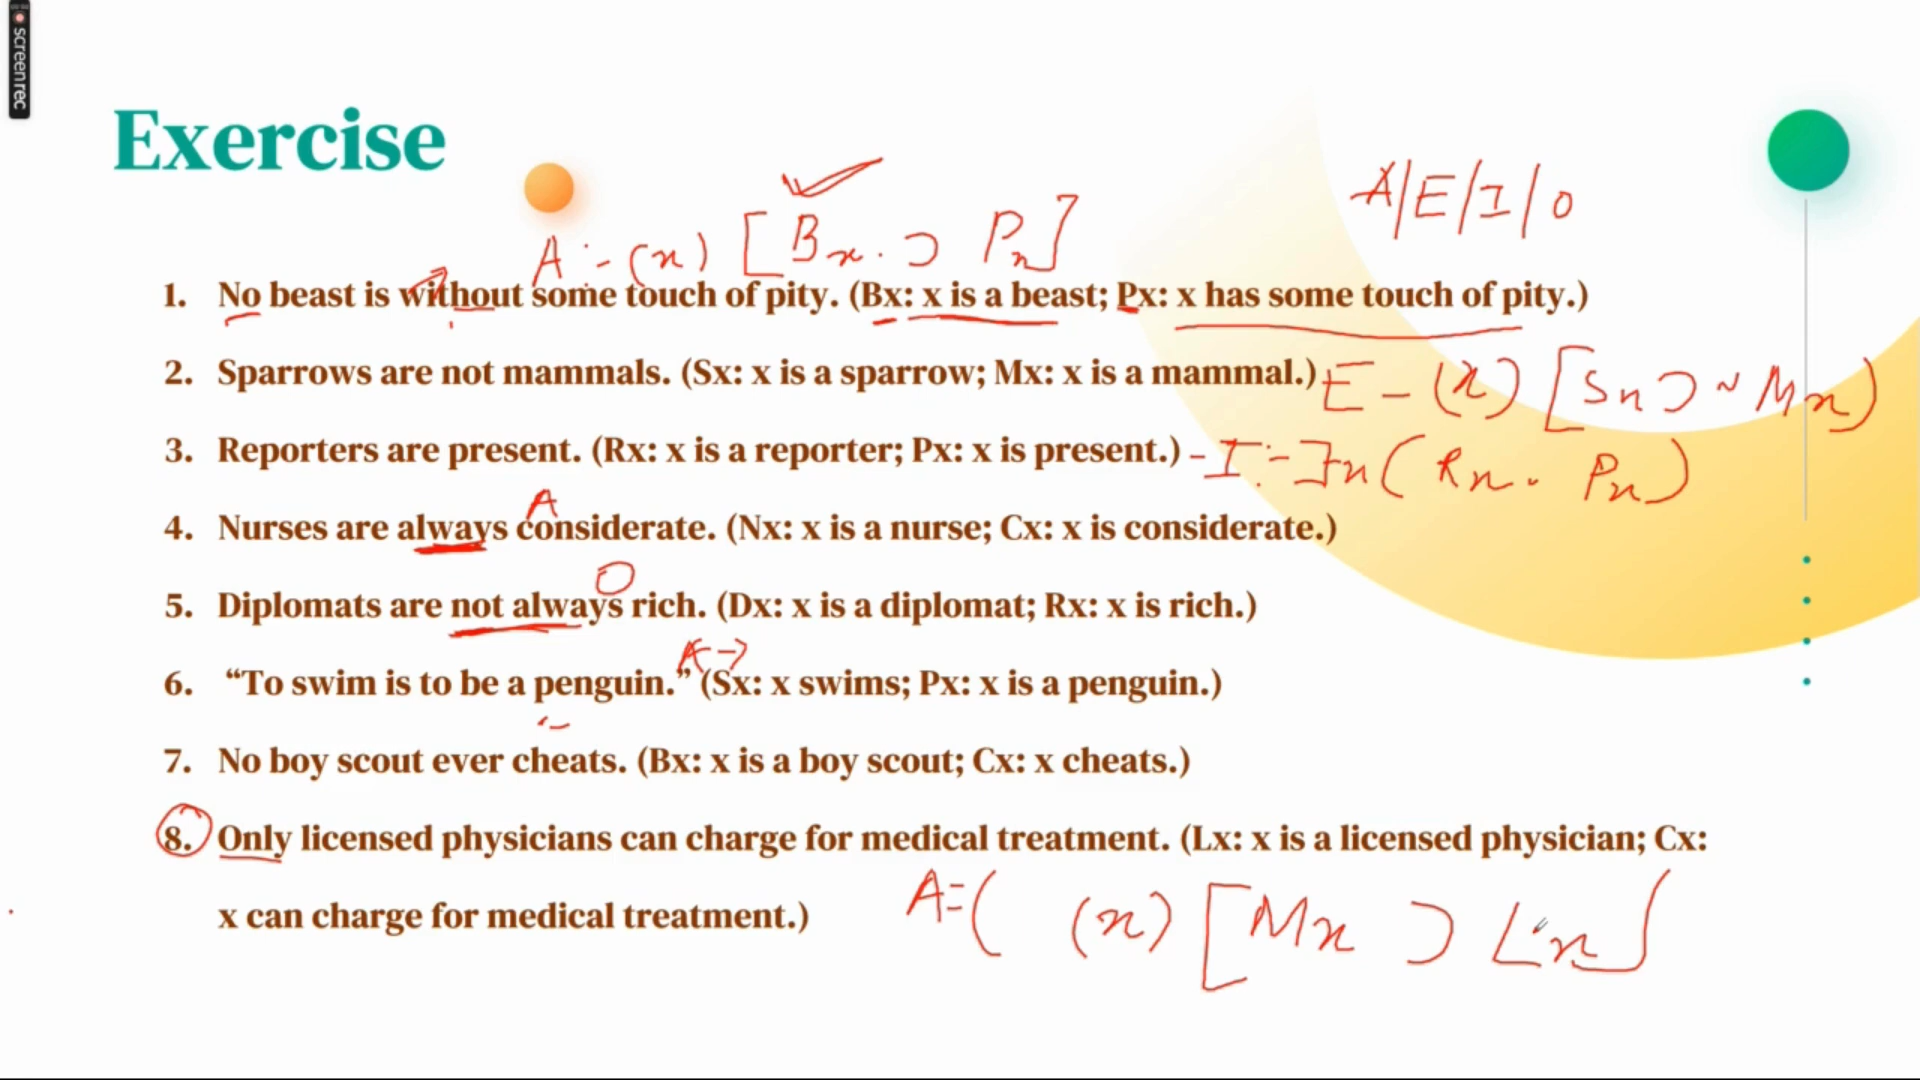 screenrec
Exercise
A/E/I/O
A :- (x) [Bx . ⊃ Px]
1. No beast is without some touch of pity. (Bx: x is a beast; Px: x has some touch of pity.)
2. Sparrows are not mammals. (Sx: x is a sparrow; Mx: x is a mammal.) E - (x) [Sx ⊃ ~ Mx)
3. Reporters are present. (Rx: x is a reporter; Px: x is present.) - I :- ∃x (Rx . Px)
A
4. Nurses are always considerate. (Nx: x is a nurse; Cx: x is considerate.)
O
5. Diplomats are not always rich. (Dx: x is a diplomat; Rx: x is rich.)
A →
6. “To swim is to be a penguin.” (Sx: x swims; Px: x is a penguin.)
7. No boy scout ever cheats. (Bx: x is a boy scout; Cx: x cheats.)
8. Only licensed physicians can charge for medical treatment. (Lx: x is a licensed physician; Cx:
x can charge for medical treatment.)
A = ( (x) [Mx ⊃ Lx]